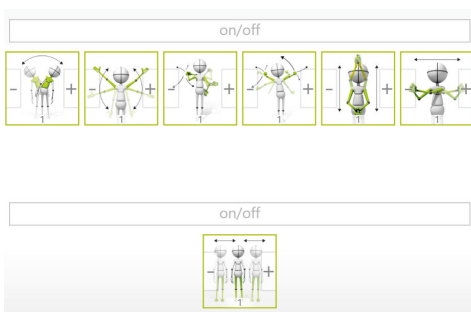 on/off
- + - + - + - + - + - +
1 1 1 1 1 1
on/off
- +
1